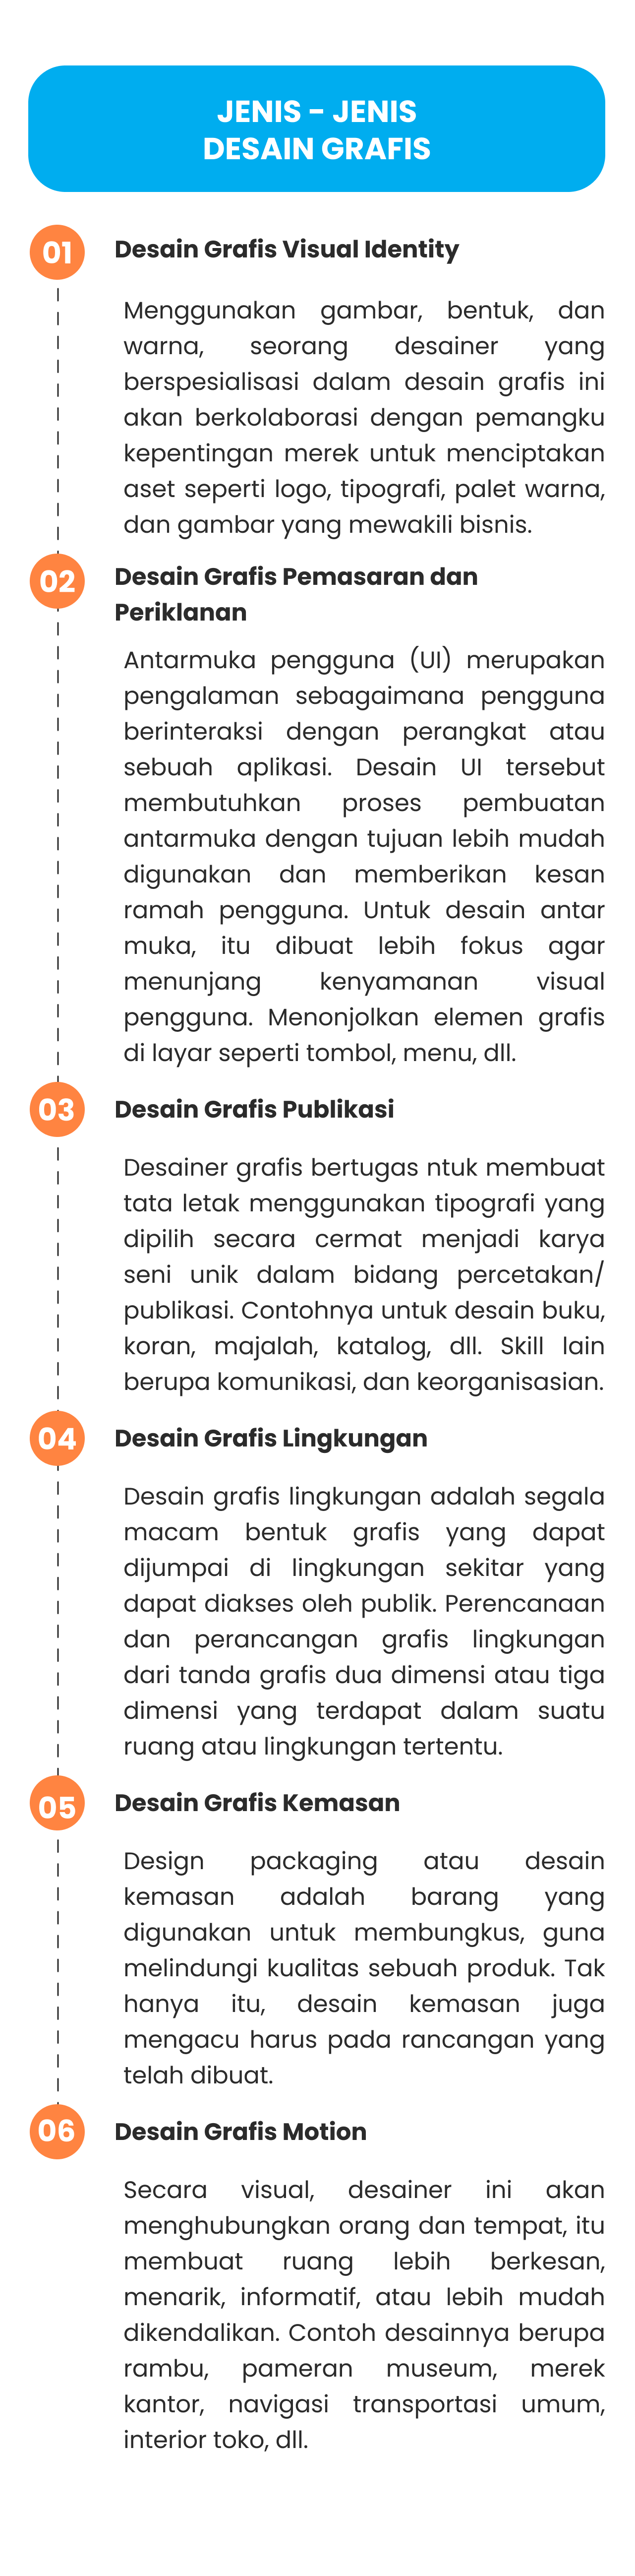 JENIS - JENIS
DESAIN GRAFIS
01
Desain Grafis Visual Identity
Menggunakan gambar, bentuk, dan
warna, seorang desainer yang
berspesialisasi dalam desain grafis ini
akan berkolaborasi dengan pemangku
kepentingan merek untuk menciptakan
aset seperti logo, tipografi, palet warna,
dan gambar yang mewakili bisnis.
02
Desain Grafis Pemasaran dan
Periklanan
Antarmuka pengguna (UI) merupakan
pengalaman sebagaimana pengguna
berinteraksi dengan perangkat atau
sebuah aplikasi. Desain UI tersebut
membutuhkan proses pembuatan
antarmuka dengan tujuan lebih mudah
digunakan dan memberikan kesan
ramah pengguna. Untuk desain antar
muka, itu dibuat lebih fokus agar
menunjang kenyamanan visual
pengguna. Menonjolkan elemen grafis
di layar seperti tombol, menu, dll.
03
Desain Grafis Publikasi
Desainer grafis bertugas ntuk membuat
tata letak menggunakan tipografi yang
dipilih secara cermat menjadi karya
seni unik dalam bidang percetakan/
publikasi. Contohnya untuk desain buku,
koran, majalah, katalog, dll. Skill lain
berupa komunikasi, dan keorganisasian.
04
Desain Grafis Lingkungan
Desain grafis lingkungan adalah segala
macam bentuk grafis yang dapat
dijumpai di lingkungan sekitar yang
dapat diakses oleh publik. Perencanaan
dan perancangan grafis lingkungan
dari tanda grafis dua dimensi atau tiga
dimensi yang terdapat dalam suatu
ruang atau lingkungan tertentu.
05
Desain Grafis Kemasan
Design packaging atau desain
kemasan adalah barang yang
digunakan untuk membungkus, guna
melindungi kualitas sebuah produk. Tak
hanya itu, desain kemasan juga
mengacu harus pada rancangan yang
telah dibuat.
06
Desain Grafis Motion
Secara visual, desainer ini akan
menghubungkan orang dan tempat, itu
membuat ruang lebih berkesan,
menarik, informatif, atau lebih mudah
dikendalikan. Contoh desainnya berupa
rambu, pameran museum, merek
kantor, navigasi transportasi umum,
interior toko, dll.